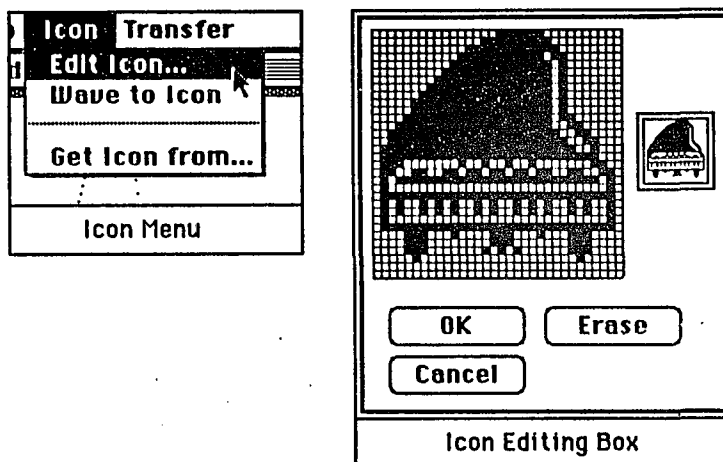 Icon Transfer
Edit Icon...
Wave to Icon
Get Icon from...
Icon Menu
OK Erase
Cancel
Icon Editing Box